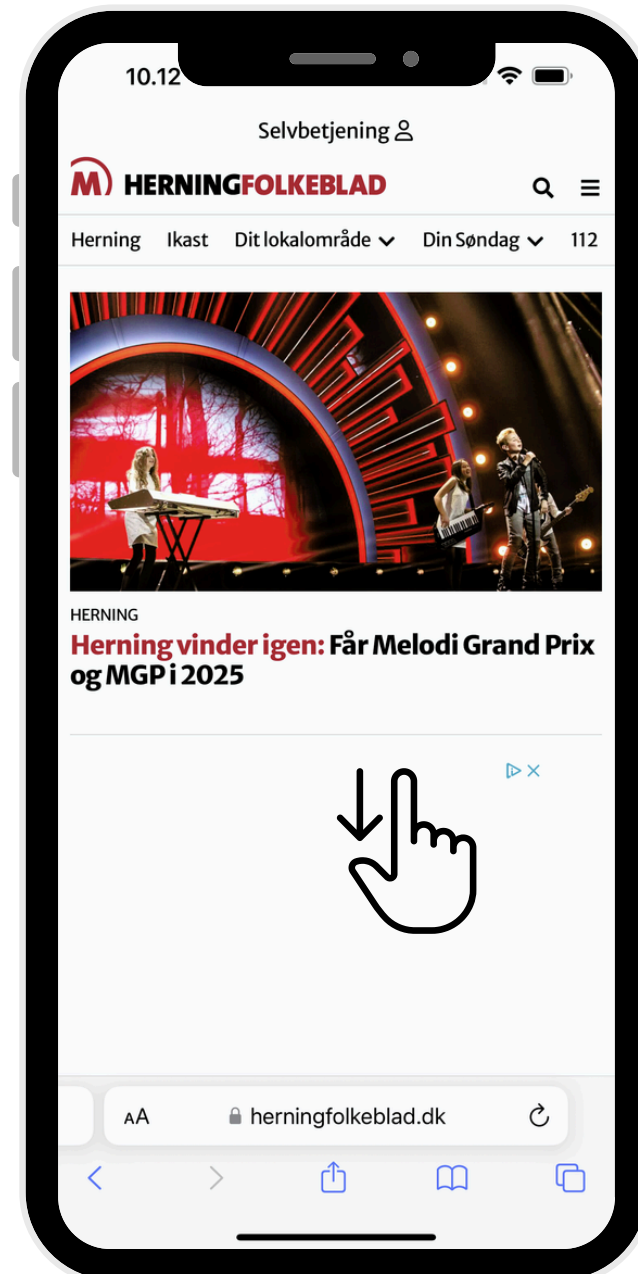 10.12
Selvbetjening
M HERNINGFOLKEBLAD
Herning Ikast Dit lokalområde Din Søndag 112
HERNING
Herning vinder igen: Får Melodi Grand Prix
og MGP i 2025
AA herningfolkeblad.dk